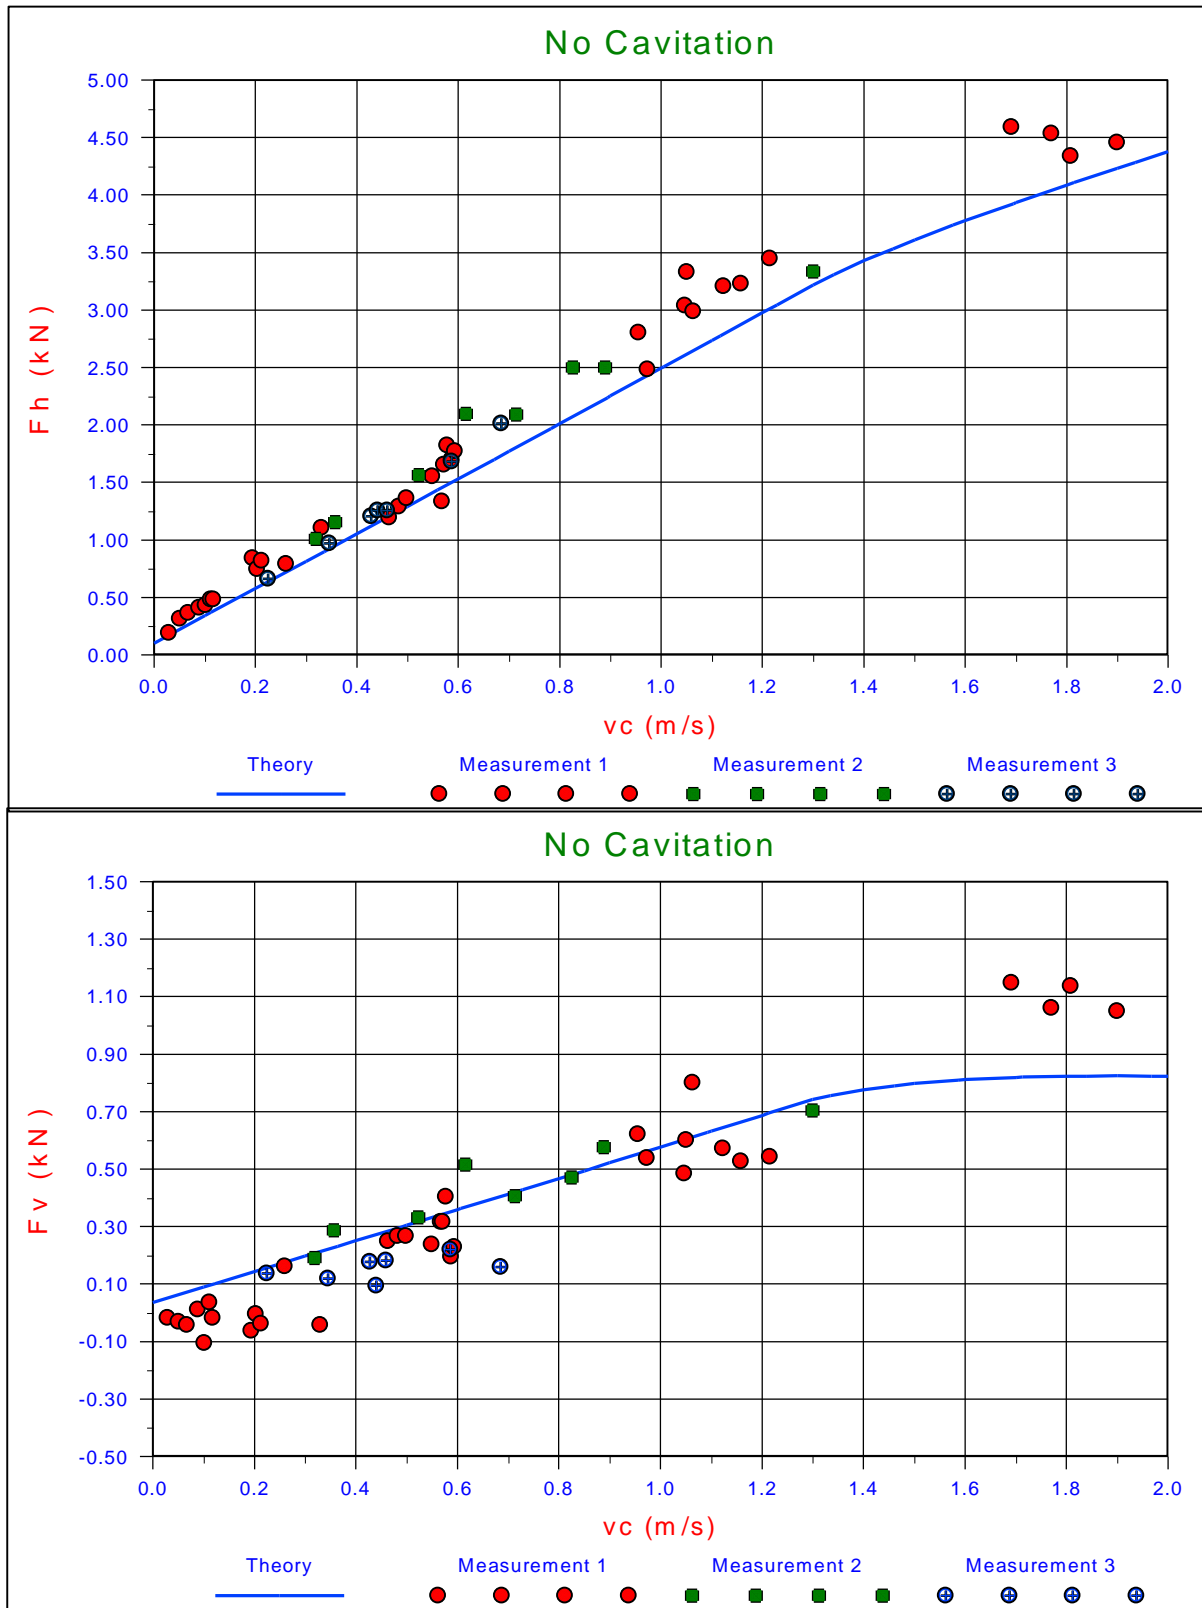 No Cavitation
5.00
4.50
4.00
3.50
3.00
2.50
2.00
1.50
1.00
0.50
0.00
Fh (kN)
0.0 0.2 0.4 0.6 0.8 1.0 1.2 1.4 1.6 1.8 2.0
vc (m/s)
Theory Measurement 1 Measurement 2 Measurement 3
No Cavitation
1.50
1.30
1.10
0.90
0.70
0.50
0.30
0.10
-0.10
-0.30
-0.50
Fv (kN)
0.0 0.2 0.4 0.6 0.8 1.0 1.2 1.4 1.6 1.8 2.0
vc (m/s)
Theory Measurement 1 Measurement 2 Measurement 3